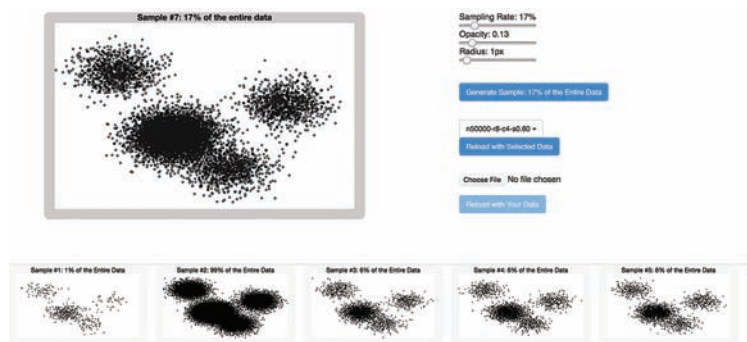 Sample #7: 17% of the entire data
Sampling Rate: 17%
Opacity: 0.13
Radius: 1px
Generate Sample: 17% of the Entire Data
n50000-r8-c4-s0.60
Reload with Selected Data
Choose File No file chosen
Reload with Your Data
Sample #1: 1% of the Entire Data
Sample #2: 99% of the Entire Data
Sample #3: 6% of the Entire Data
Sample #4: 6% of the Entire Data
Sample #5: 6% of the Entire Data